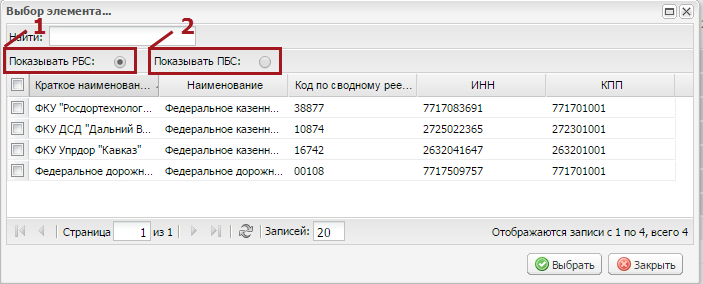 Выбор элемента...
1 2
Найти:
Показывать РБС: Показывать ПБС:
Краткое наименован... Наименование Код по сводному рее... ИНН КПП
ФКУ "Росдортехнолог... Федеральное казенн... 38877 7717083691 771701001
ФКУ ДСД "Дальний В... Федеральное казенн... 10874 2725022365 272301001
ФКУ Упрдор "Кавказ" Федеральное казенн... 16742 2632041647 263201001
Федеральное дорожн... Федеральное дорожн... 00108 7717509757 771701001
Страница 1 из 1 Записей: 20 Отображаются записи с 1 по 4, всего 4
Выбрать Закрыть